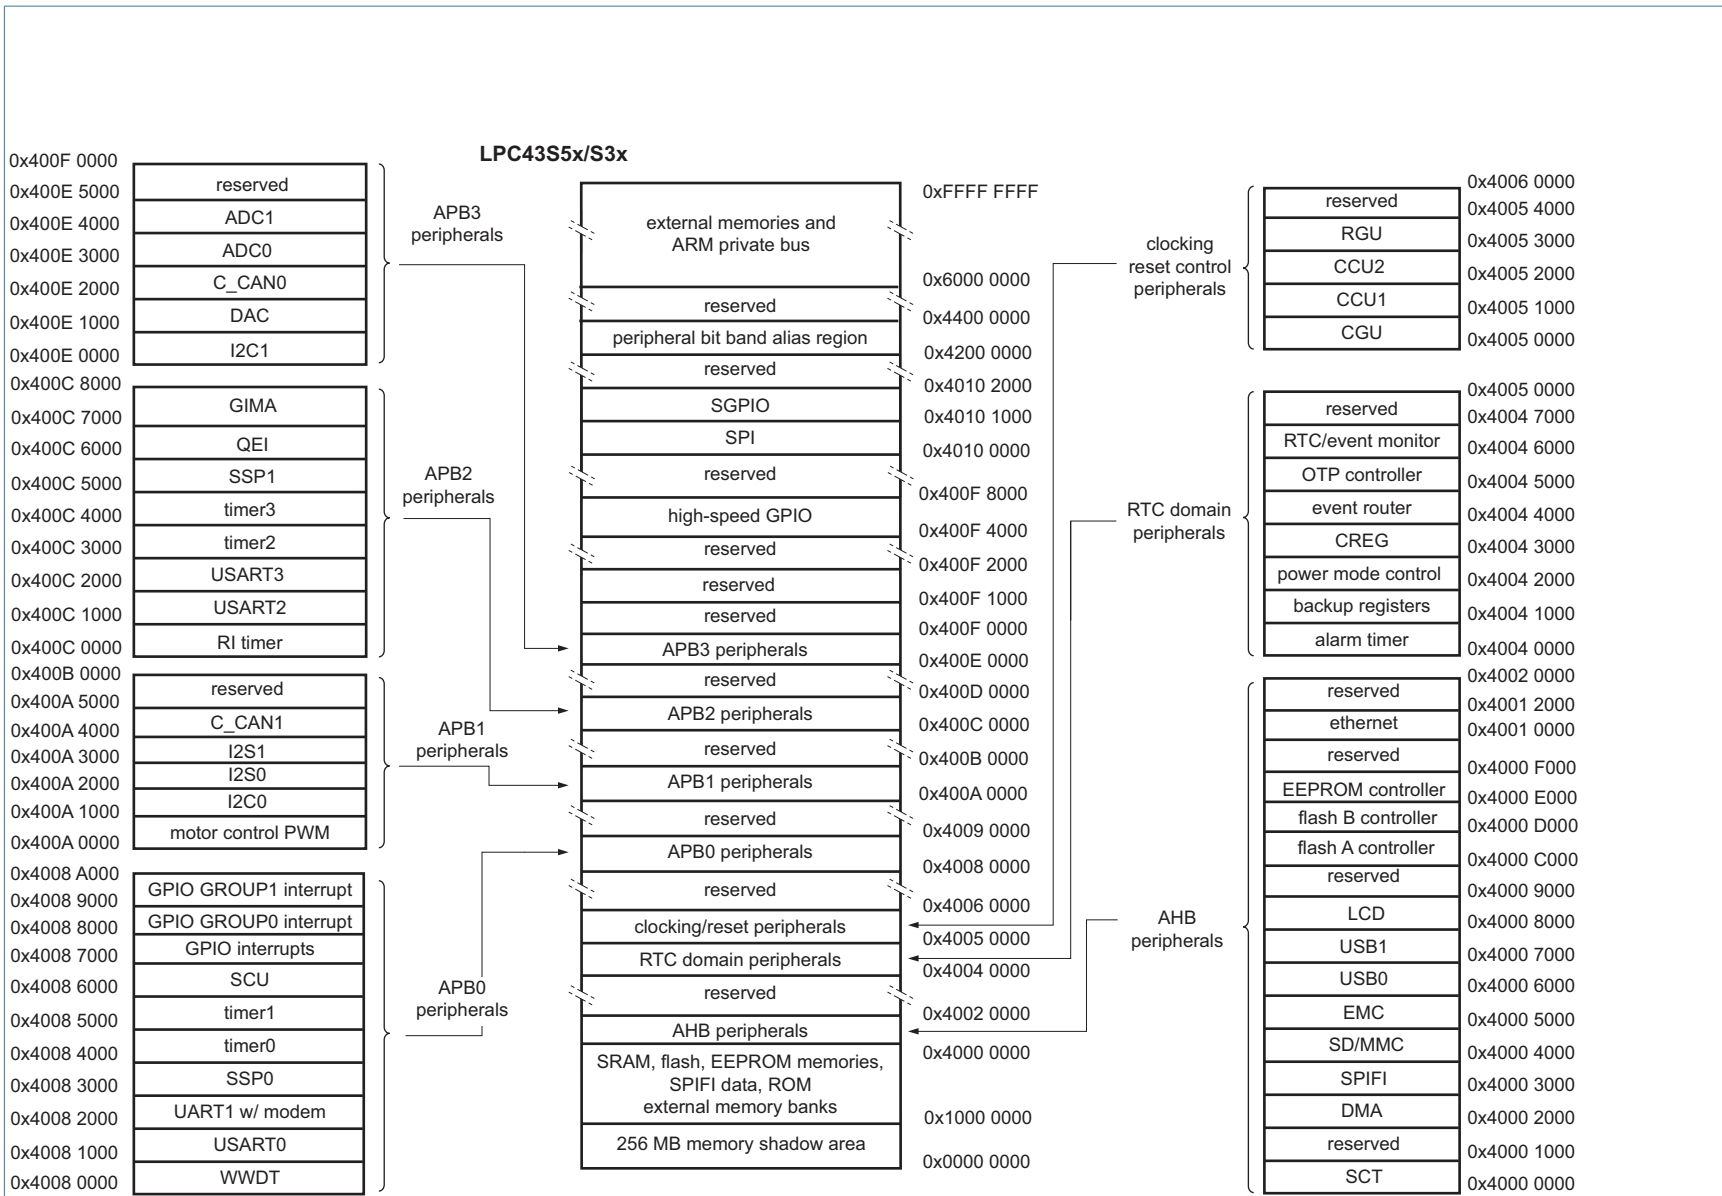 LPC43S5x/S3x
0x400F 0000
reserved
0x400E 5000
ADC1
0x400E 4000
ADC0
0x400E 3000
C_CAN0
0x400E 2000
DAC
0x400E 1000
I2C1
0x400E 0000
APB3
peripherals
0x400C 8000
GIMA
0x400C 7000
QEI
0x400C 6000
SSP1
0x400C 5000
timer3
0x400C 4000
timer2
0x400C 3000
USART3
0x400C 2000
USART2
0x400C 1000
RI timer
0x400C 0000
APB2
peripherals
0x400B 0000
reserved
0x400A 5000
C_CAN1
0x400A 4000
I2S1
0x400A 3000
I2S0
0x400A 2000
I2C0
0x400A 1000
motor control PWM
0x400A 0000
APB1
peripherals
0x4008 A000
GPIO GROUP1 interrupt
0x4008 9000
GPIO GROUP0 interrupt
0x4008 8000
GPIO interrupts
0x4008 7000
SCU
0x4008 6000
timer1
0x4008 5000
timer0
0x4008 4000
SSP0
0x4008 3000
UART1 w/ modem
0x4008 2000
USART0
0x4008 1000
WWDT
0x4008 0000
APB0
peripherals
0xFFFF FFFF
external memories and
ARM private bus
0x6000 0000
reserved
0x4400 0000
peripheral bit band alias region
0x4200 0000
reserved
0x4010 2000
SGPIO
0x4010 1000
SPI
0x4010 0000
reserved
0x400F 8000
high-speed GPIO
0x400F 4000
reserved
0x400F 2000
reserved
0x400F 1000
reserved
0x400F 0000
APB3 peripherals
0x400E 0000
reserved
0x400D 0000
APB2 peripherals
0x400C 0000
reserved
0x400B 0000
APB1 peripherals
0x400A 0000
reserved
0x4009 0000
APB0 peripherals
0x4008 0000
reserved
0x4006 0000
clocking/reset peripherals
0x4005 0000
RTC domain peripherals
0x4004 0000
reserved
0x4002 0000
AHB peripherals
0x4000 0000
SRAM, flash, EEPROM memories,
SPIFI data, ROM
external memory banks
0x1000 0000
256 MB memory shadow area
0x0000 0000
clocking
reset control
peripherals
0x4006 0000
reserved
0x4005 4000
RGU
0x4005 3000
CCU2
0x4005 2000
CCU1
0x4005 1000
CGU
0x4005 0000
RTC domain
peripherals
0x4005 0000
reserved
0x4004 7000
RTC/event monitor
0x4004 6000
OTP controller
0x4004 5000
event router
0x4004 4000
CREG
0x4004 3000
power mode control
0x4004 2000
backup registers
0x4004 1000
alarm timer
0x4004 0000
AHB
peripherals
0x4002 0000
reserved
0x4001 2000
ethernet
0x4001 0000
reserved
0x4000 F000
EEPROM controller
0x4000 E000
flash B controller
0x4000 D000
flash A controller
0x4000 C000
reserved
0x4000 9000
LCD
0x4000 8000
USB1
0x4000 7000
USB0
0x4000 6000
EMC
0x4000 5000
SD/MMC
0x4000 4000
SPIFI
0x4000 3000
DMA
0x4000 2000
reserved
0x4000 1000
SCT
0x4000 0000